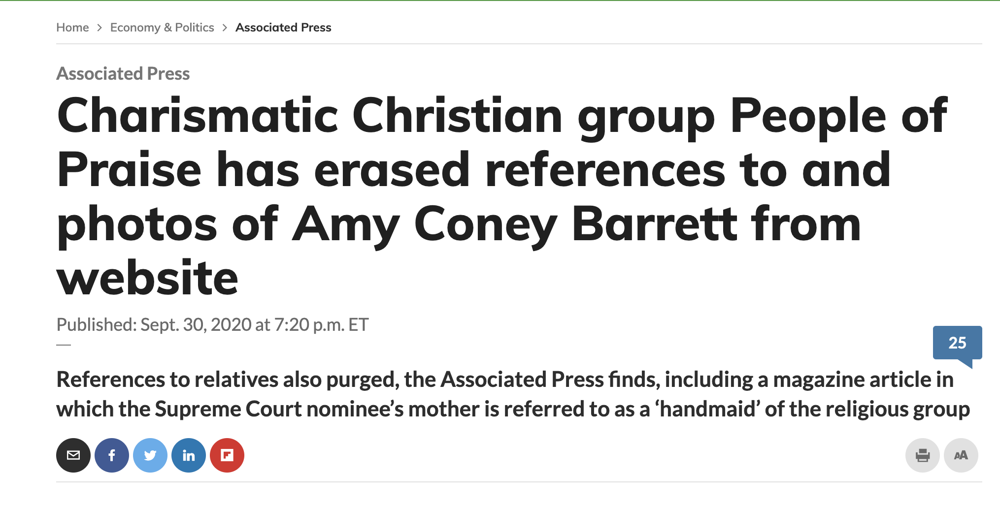 Home > Economy & Politics > Associated Press
Associated Press
Charismatic Christian group People of
Praise has erased references to and
photos of Amy Coney Barrett from
website
Published: Sept. 30, 2020 at 7:20 p.m. ET
25
References to relatives also purged, the Associated Press finds, including a magazine article in
which the Supreme Court nominee’s mother is referred to as a ‘handmaid’ of the religious group
f in AA